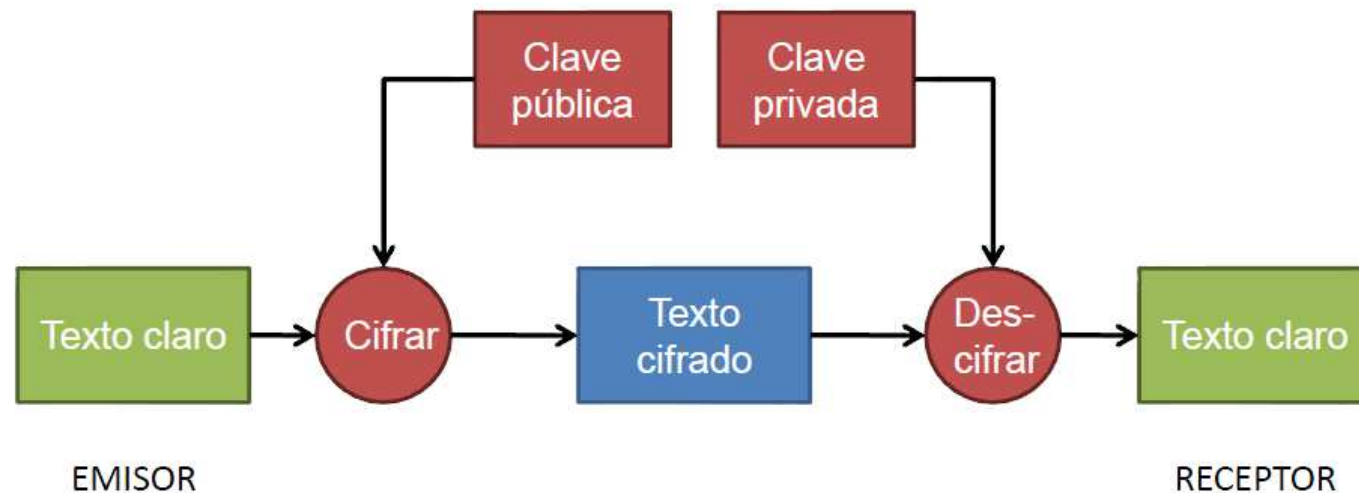 Clave
pública
Clave
privada
Texto claro
Cifrar
Texto
cifrado
Des-
cifrar
Texto claro
EMISOR
RECEPTOR